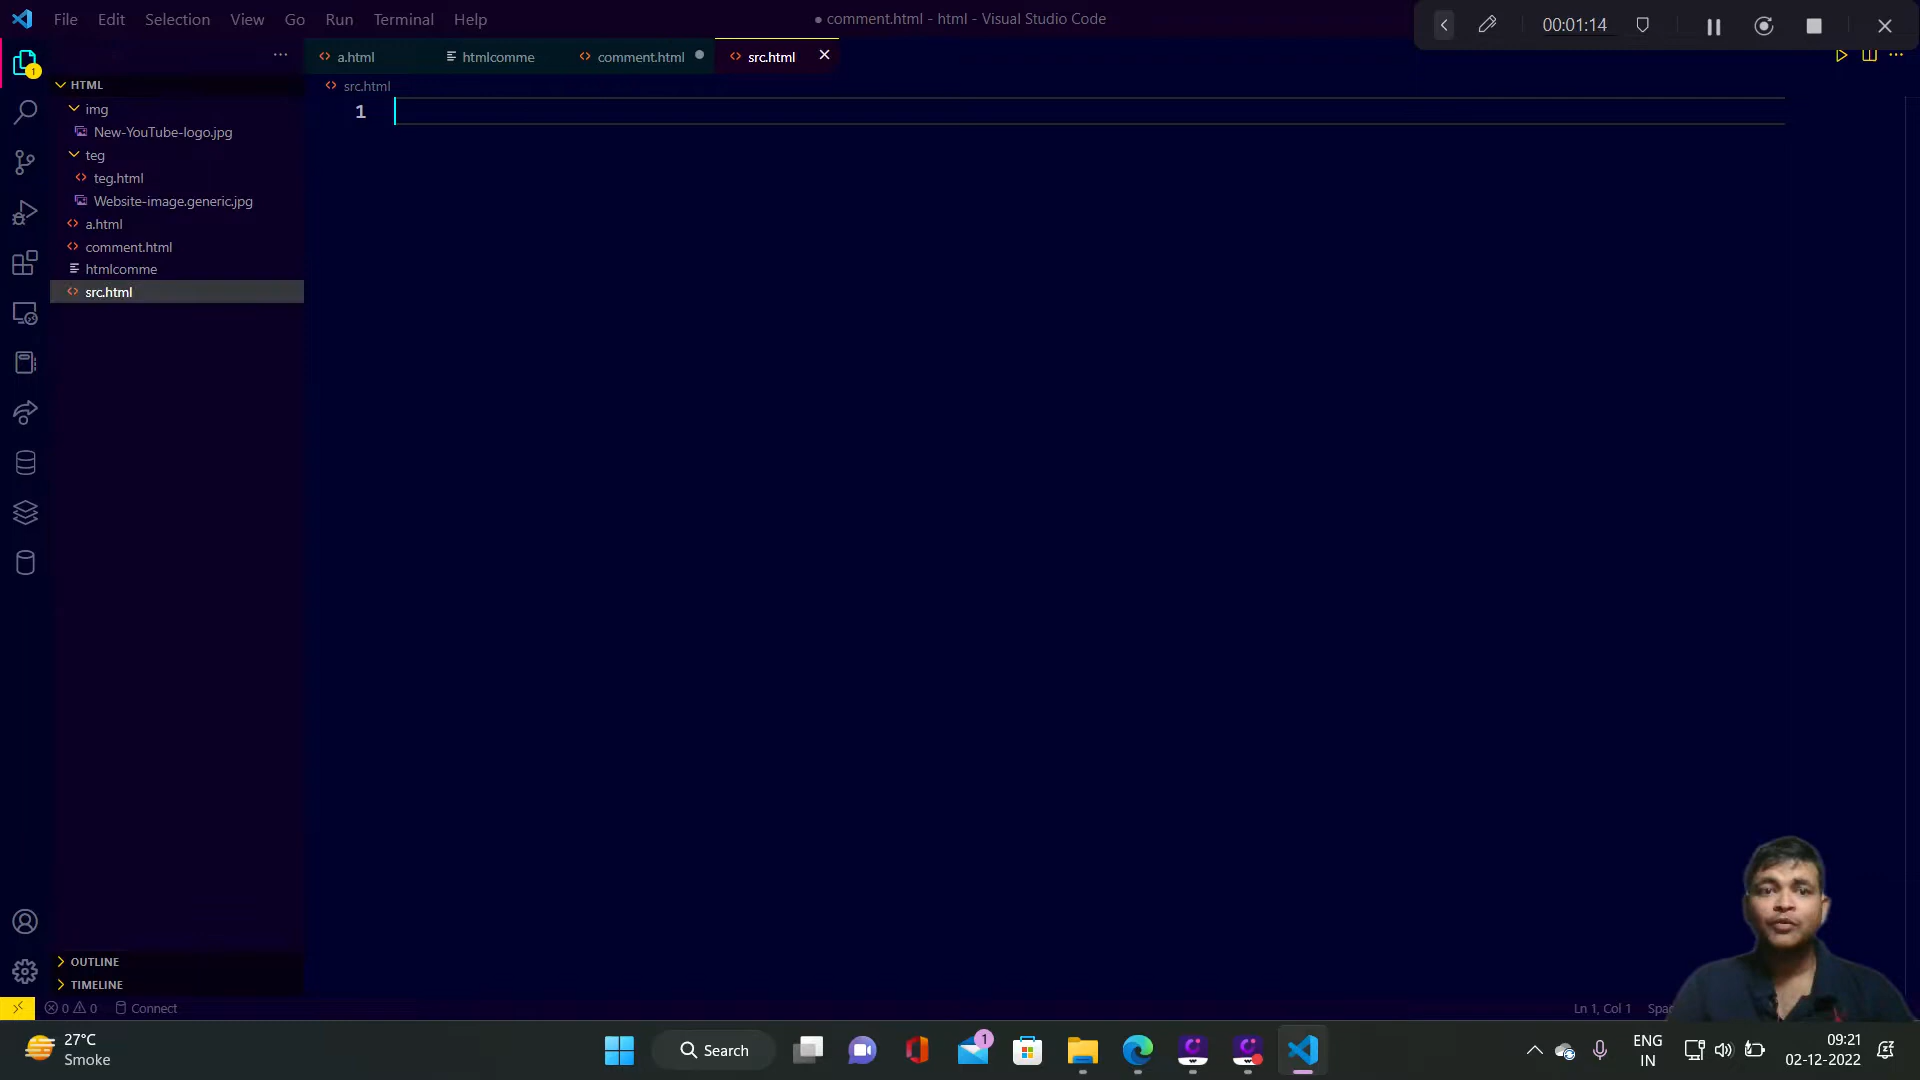 File Edit Selection View Go Run Terminal Help
● comment.html - html - Visual Studio Code
00:01:14
a.html
htmlcomme
comment.html
src.html
1
HTML
src.html
1
img
New-YouTube-logo.jpg
teg
teg.html
Website-image.generic.jpg
a.html
comment.html
htmlcomme
src.html
OUTLINE
TIMELINE
0 0 Connect
Ln 1, Col 1
27°C
Smoke
Search
1
ENG
IN
09:21
02-12-2022